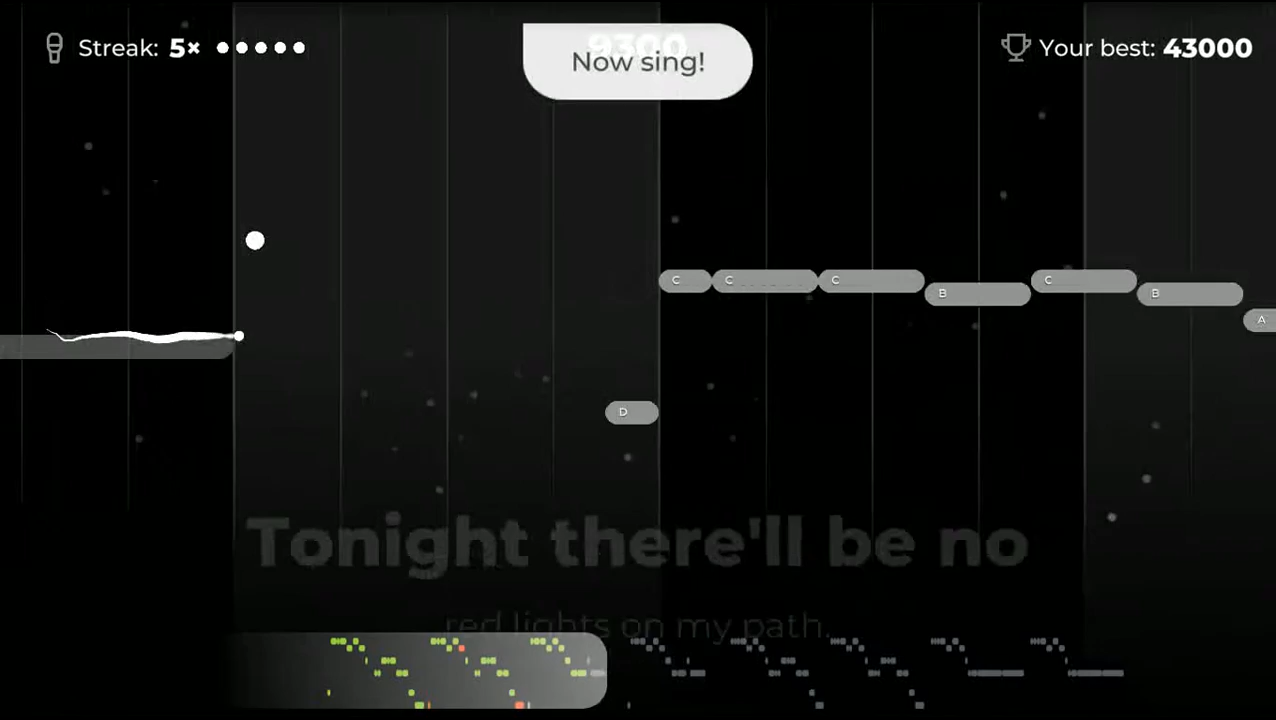 Streak: 5×
9300
Now sing!
Your best: 43000
C
C
C
B
C
B
A
D
Tonight there'll be no
red lights on my path.